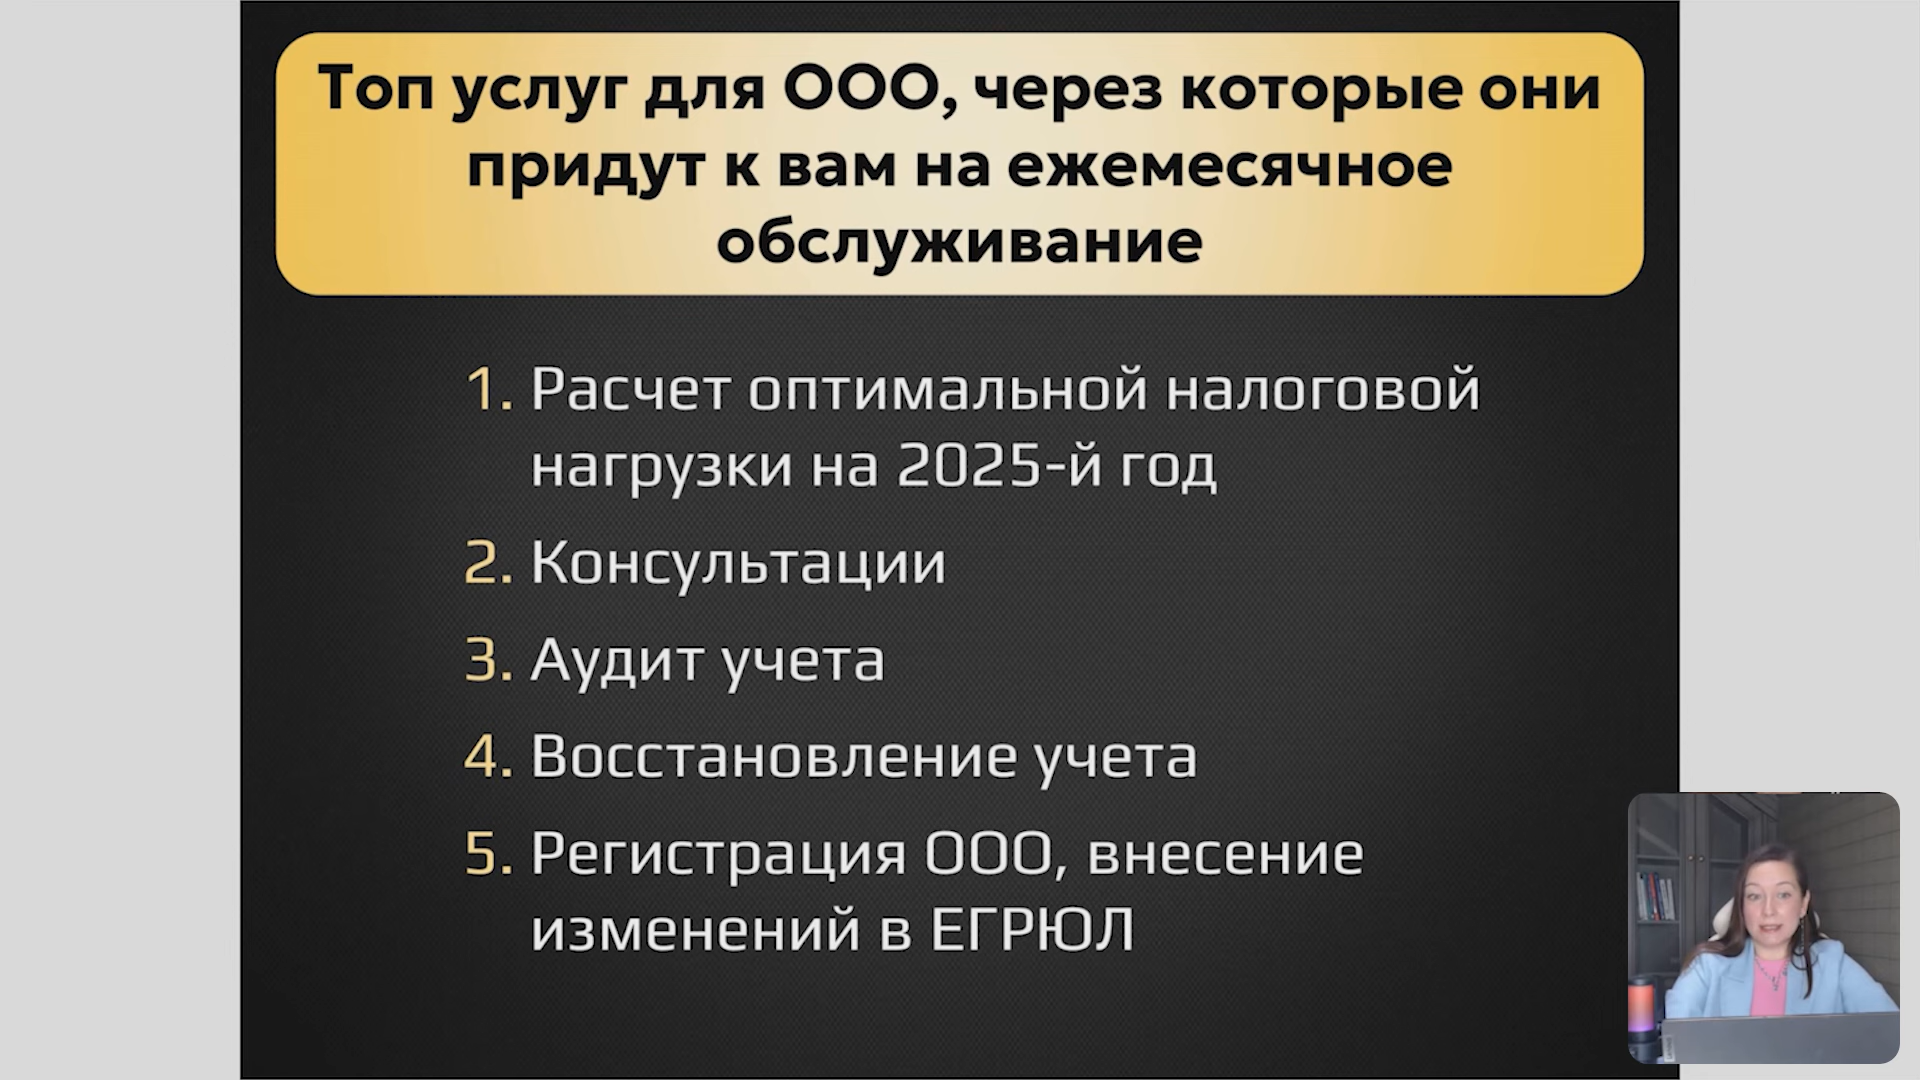 Топ услуг для ООО, через которые они
придут к вам на ежемесячное
обслуживание
1. Расчет оптимальной налоговой
нагрузки на 2025-й год
2. Консультации
3. Аудит учета
4. Восстановление учета
5. Регистрация ООО, внесение
изменений в ЕГРЮЛ